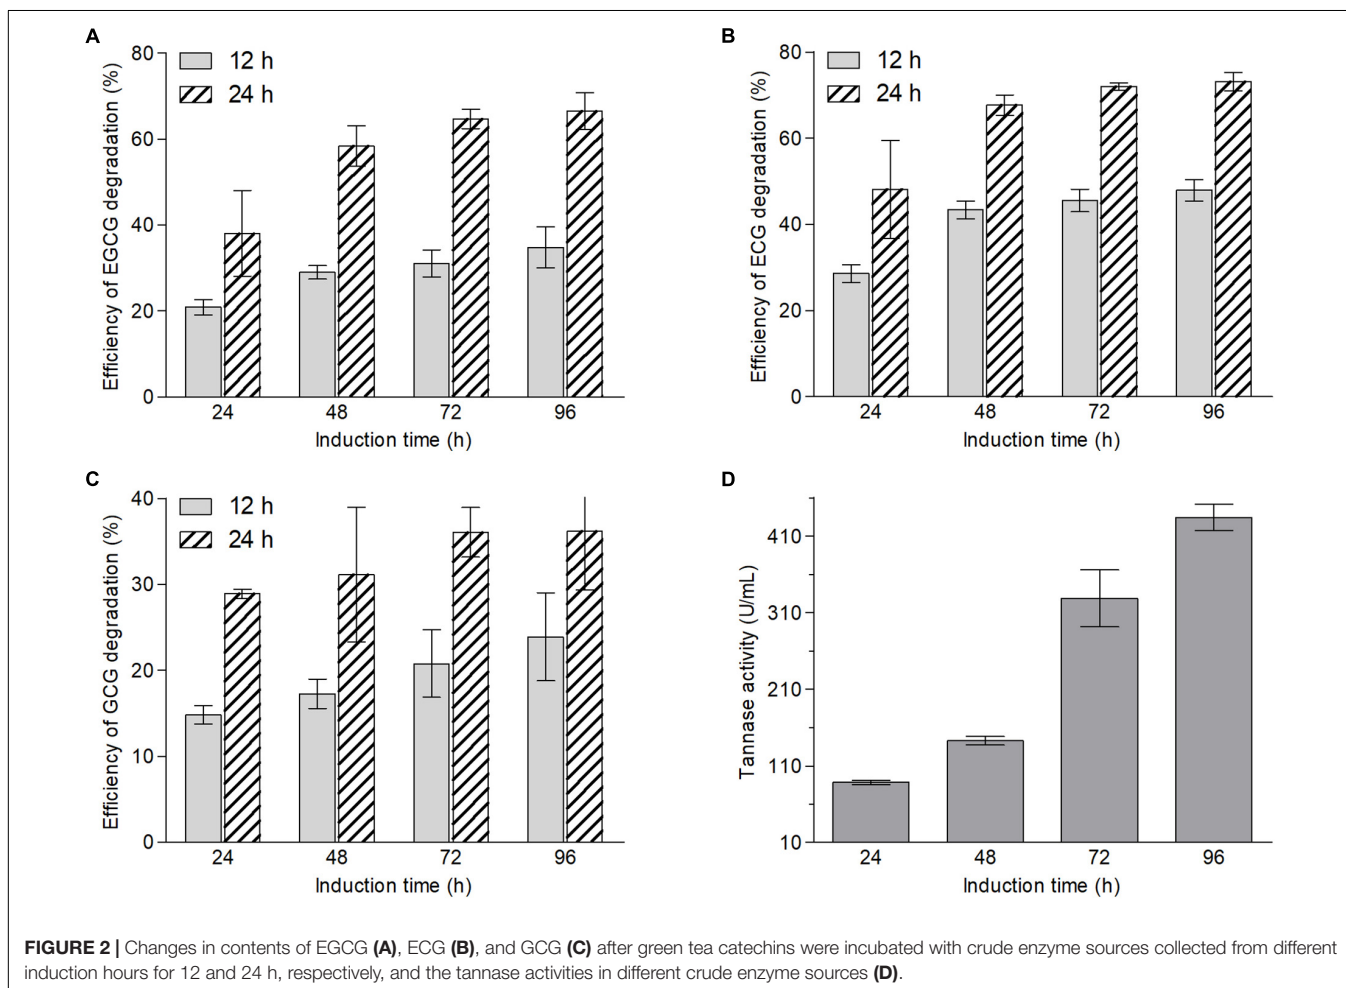 A
80
60
40
20
0
Efficiency of EGCG degradation (%)
12 h
24 h
24 48 72 96
Induction time (h)
B
80
60
40
20
0
Efficiency of ECG degradation (%)
12 h
24 h
24 48 72 96
Induction time (h)
C
40
30
20
10
0
Efficiency of GCG degradation (%)
12 h
24 h
24 48 72 96
Induction time (h)
D
410
310
210
110
10
Tannase activity (U/mL)
24 48 72 96
Induction time (h)
FIGURE 2 | Changes in contents of EGCG (A), ECG (B), and GCG (C) after green tea catechins were incubated with crude enzyme sources collected from different
induction hours for 12 and 24 h, respectively, and the tannase activities in different crude enzyme sources (D).